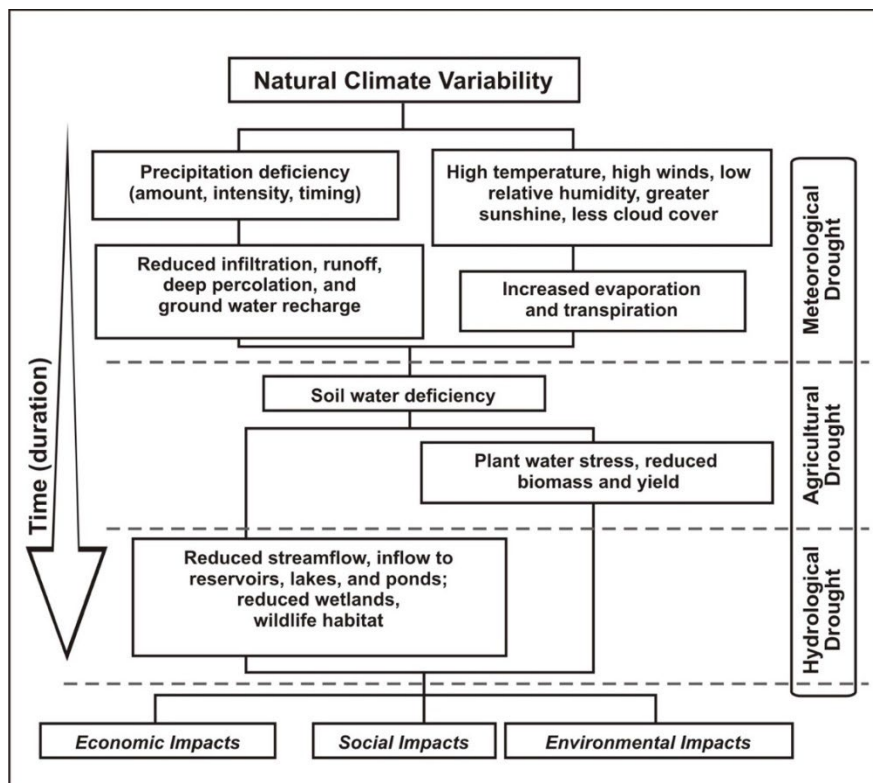 Natural Climate Variability
Precipitation deficiency
(amount, intensity, timing)
High temperature, high winds, low
relative humidity, greater
sunshine, less cloud cover
Reduced infiltration, runoff,
deep percolation, and
ground water recharge
Increased evaporation
and transpiration
Meteorological
Drought
Soil water deficiency
Plant water stress, reduced
biomass and yield
Agricultural
Drought
Time (duration)
Reduced streamflow, inflow to
reservoirs, lakes, and ponds;
reduced wetlands,
wildlife habitat
Hydrological
Drought
Economic Impacts
Social Impacts
Environmental Impacts